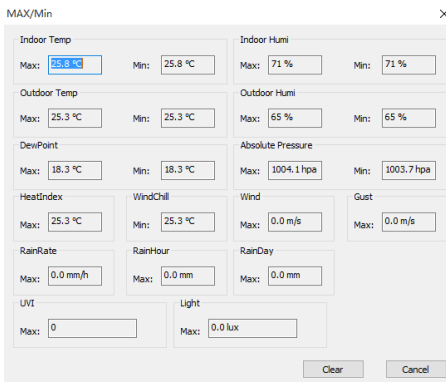 MAX/Min
Indoor Temp
Max: 25.8 ℃ Min: 25.8 ℃
Indoor Humi
Max: 71 % Min: 71 %
Outdoor Temp
Max: 25.3 ℃ Min: 25.3 ℃
Outdoor Humi
Max: 65 % Min: 65 %
DewPoint
Max: 18.3 ℃ Min: 18.3 ℃
Absolute Pressure
Max: 1004.1 hpa Min: 1003.7 hpa
HeatIndex
Max: 25.3 ℃
WindChill
Min: 25.3 ℃
Wind
Max: 0.0 m/s
Gust
Max: 0.0 m/s
RainRate
Max: 0.0 mm/h
RainHour
Max: 0.0 mm
RainDay
Max: 0.0 mm
UVI
Max: 0
Light
Max: 0.0 lux
Clear Cancel